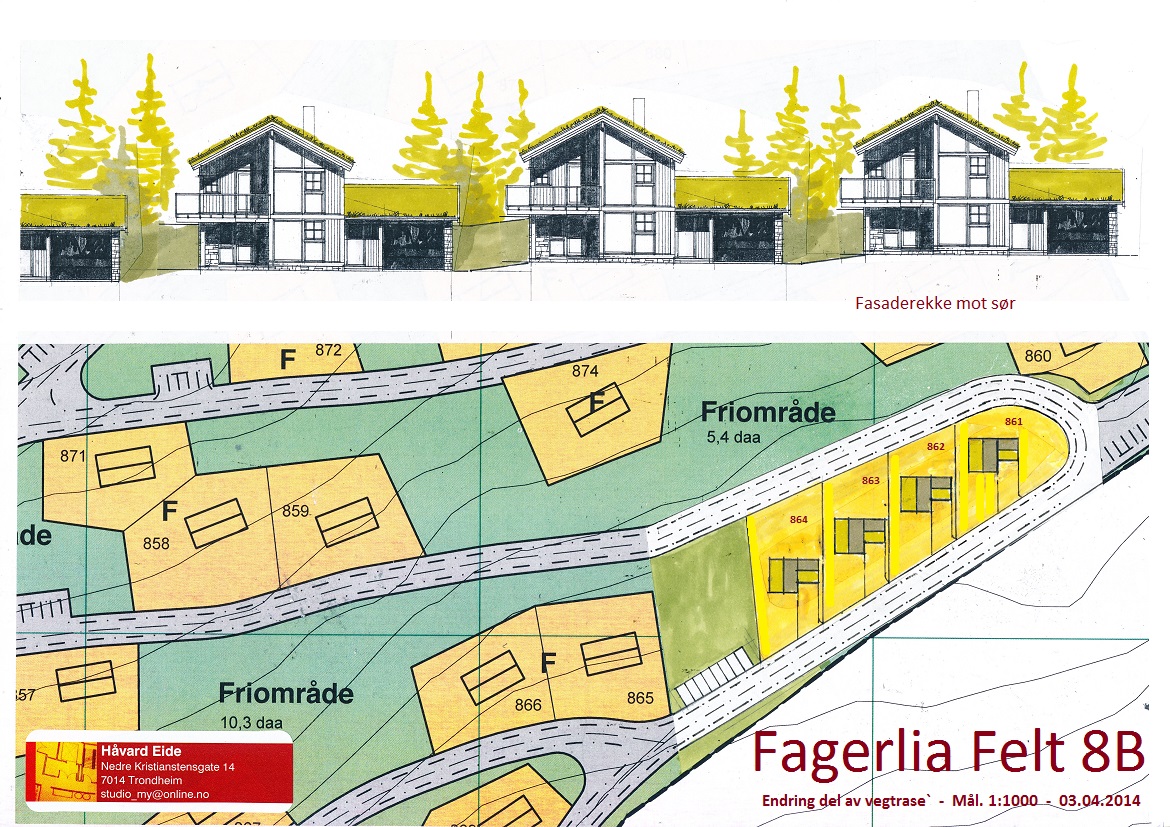 Fasaderekke mot sør
F
872
874
F
860
Friområde
5,4 daa
861
862
863
864
871
F
858
859
de
857
Friområde
10,3 daa
F
866
865
Håvard Eide
Nedre Kristianstensgate 14
7014 Trondheim
studio_my@online.no
Fagerlia Felt 8B
Endring del av vegtrase` - Mål. 1:1000 - 03.04.2014